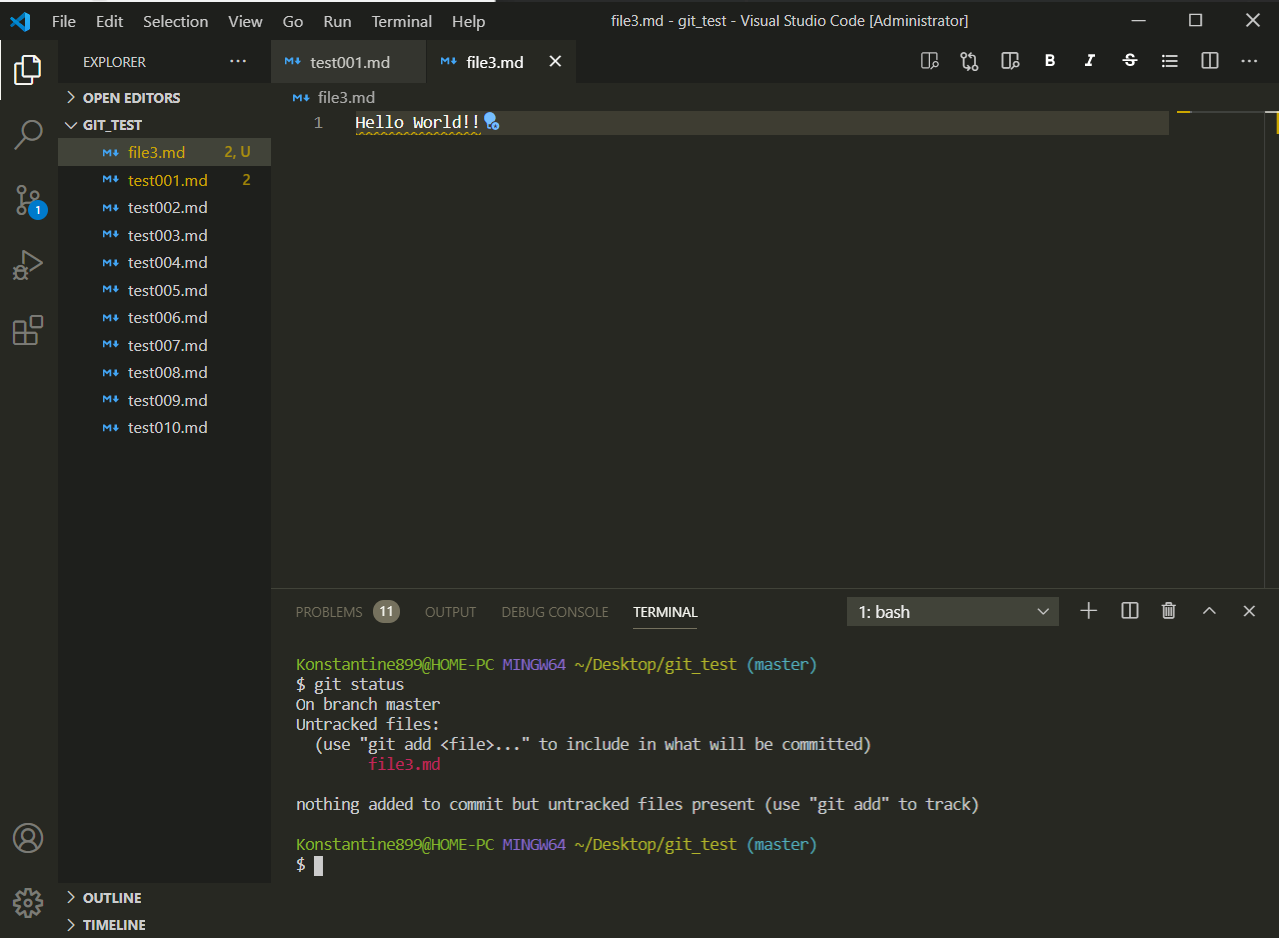 File Edit Selection View Go Run Terminal Help file3.md - git_test - Visual Studio Code [Administrator]
EXPLORER ... test001.md file3.md
OPEN EDITORS
GIT_TEST
file3.md 2, U
test001.md 2
test002.md
test003.md
test004.md
test005.md
test006.md
test007.md
test008.md
test009.md
test010.md
OUTLINE
TIMELINE
1
file3.md
1 Hello World!!
PROBLEMS 11 OUTPUT DEBUG CONSOLE TERMINAL 1: bash
Konstantine899@HOME-PC MINGW64 ~/Desktop/git_test (master)
$ git status
On branch master
Untracked files:
(use "git add <file>..." to include in what will be committed)
file3.md
nothing added to commit but untracked files present (use "git add" to track)
Konstantine899@HOME-PC MINGW64 ~/Desktop/git_test (master)
$